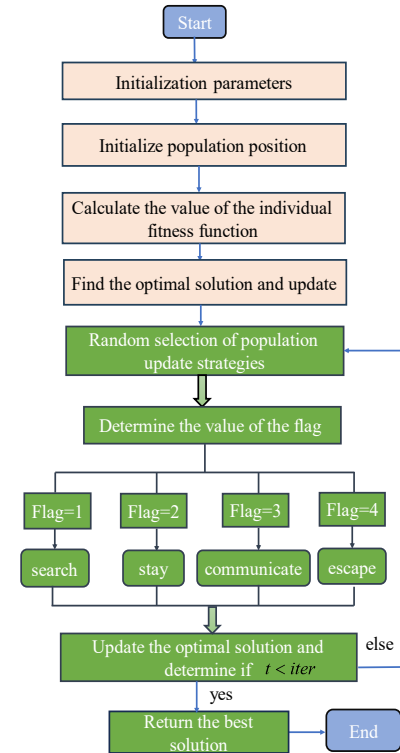 Start
Initialization parameters
Initialize population position
Calculate the value of the individual
fitness function
Find the optimal solution and update
Random selection of population
update strategies
Determine the value of the flag
Flag=1
Flag=2
Flag=3
Flag=4
search
stay
communicate
escape
else
Update the optimal solution and
determine if t < iter
yes
Return the best
solution
End